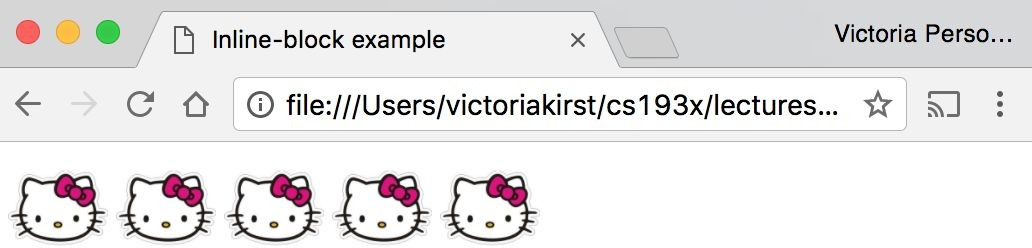 Inline-block example
Victoria Perso...
file:///Users/victoriakirst/cs193x/lectures...